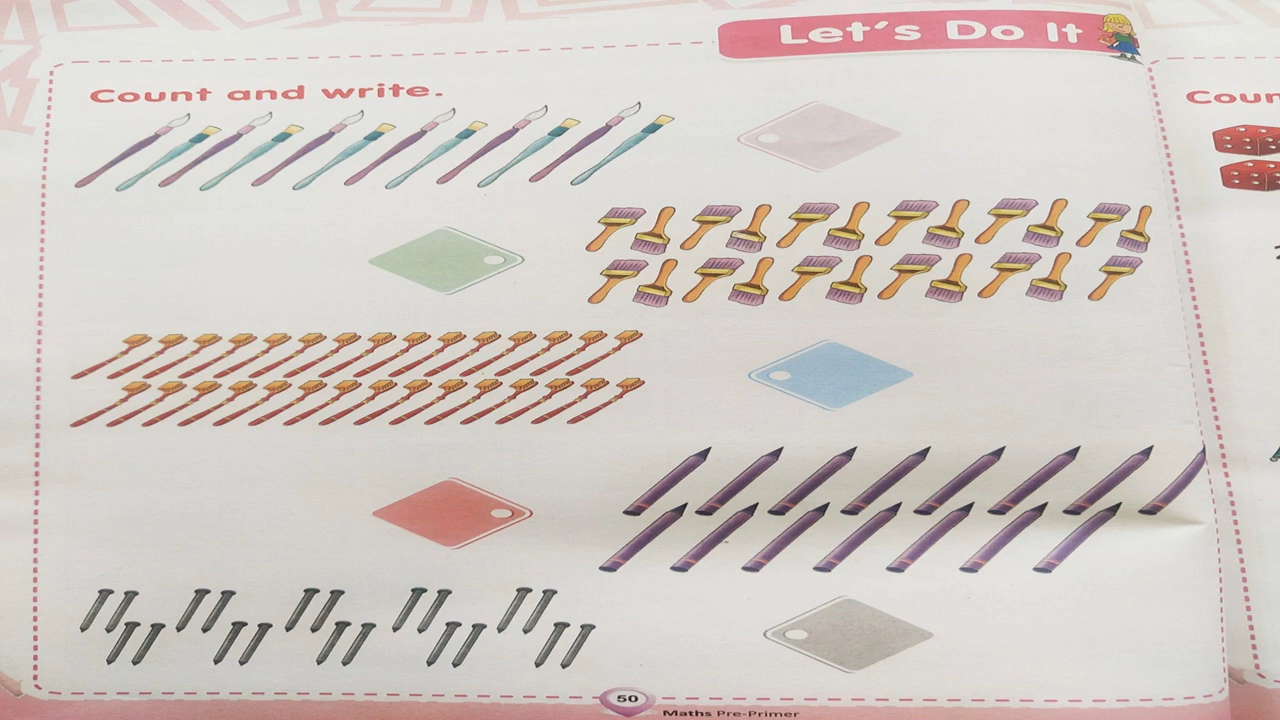 Let's Do It
Count and write.
Coun
50
Maths Pre-Primer